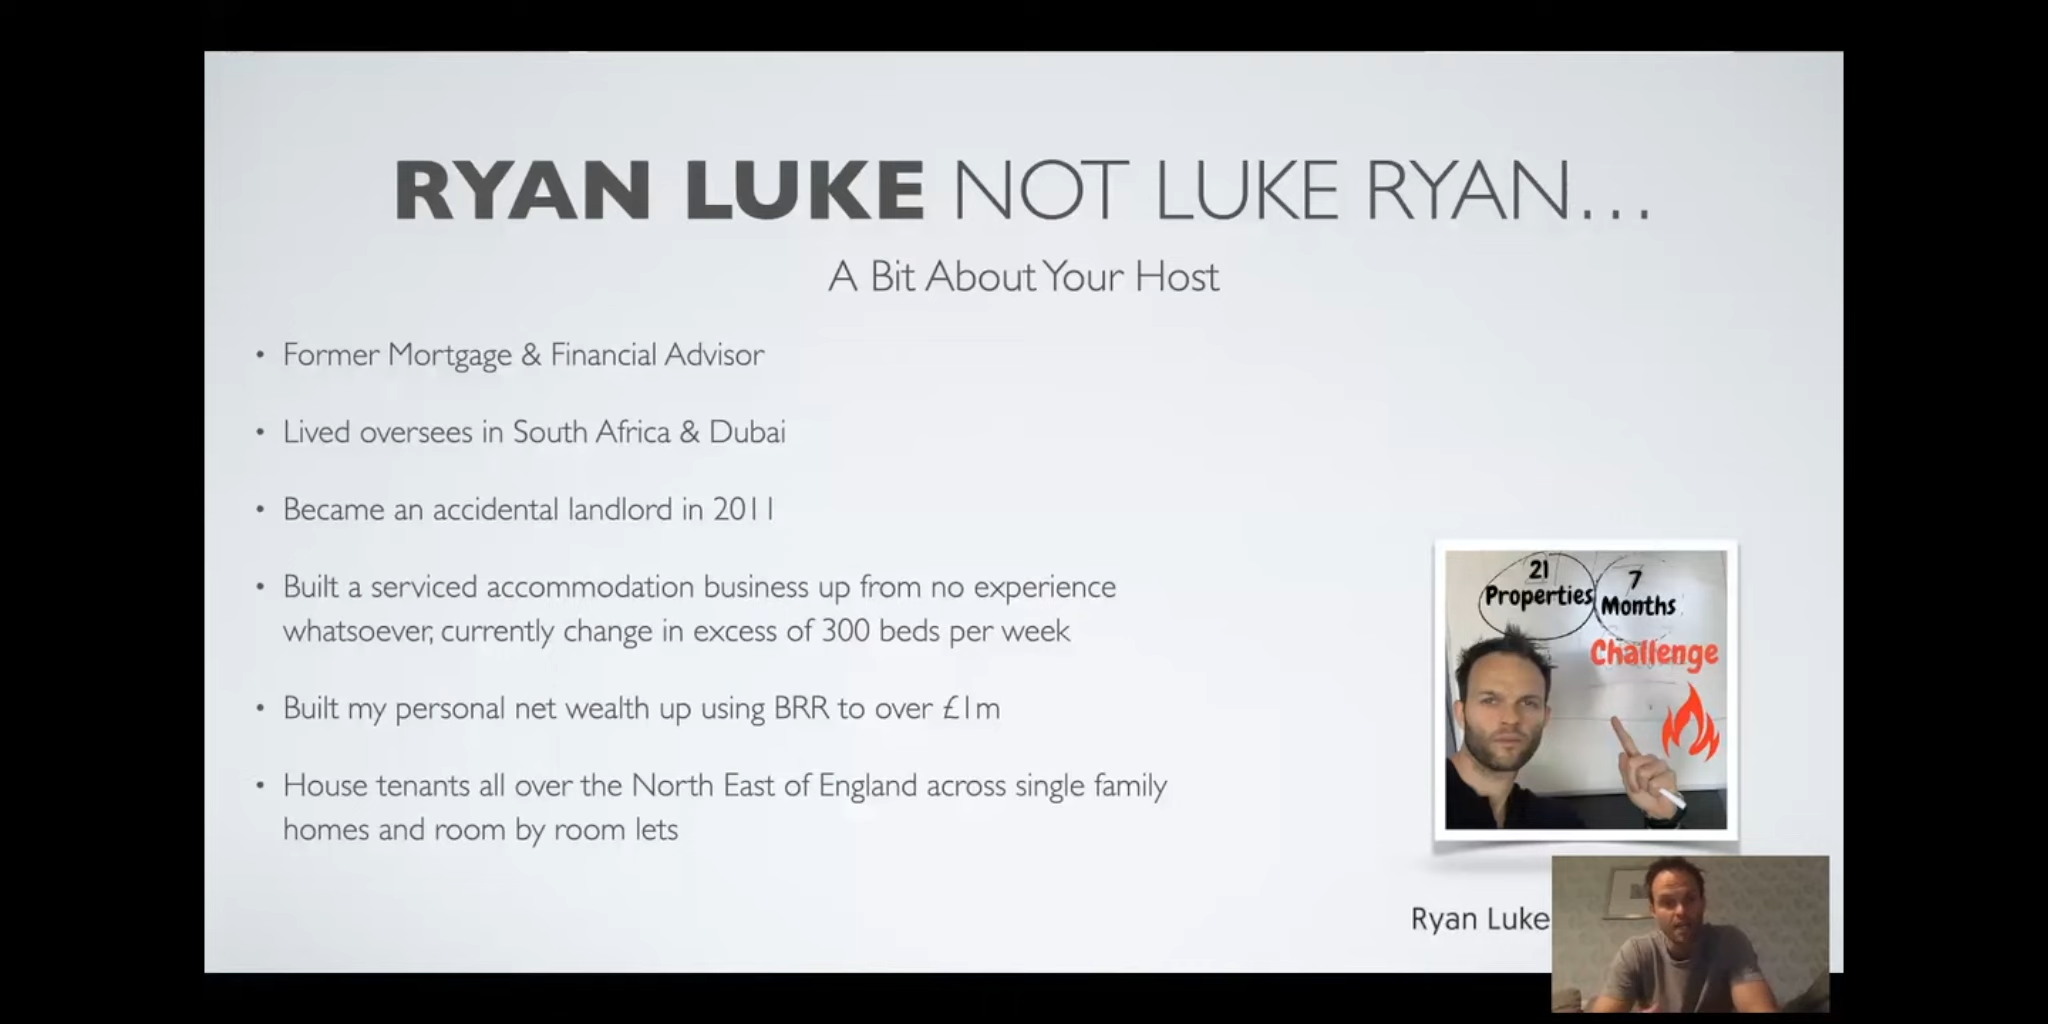 RYAN LUKE NOT LUKE RYAN...
A Bit About Your Host
• Former Mortgage & Financial Advisor
• Lived oversees in South Africa & Dubai
• Became an accidental landlord in 2011
• Built a serviced accommodation business up from no experience
whatsoever, currently change in excess of 300 beds per week
• Built my personal net wealth up using BRR to over £1m
• House tenants all over the North East of England across single family
homes and room by room lets
21
Properties
7
Months
Challenge
Ryan Luke